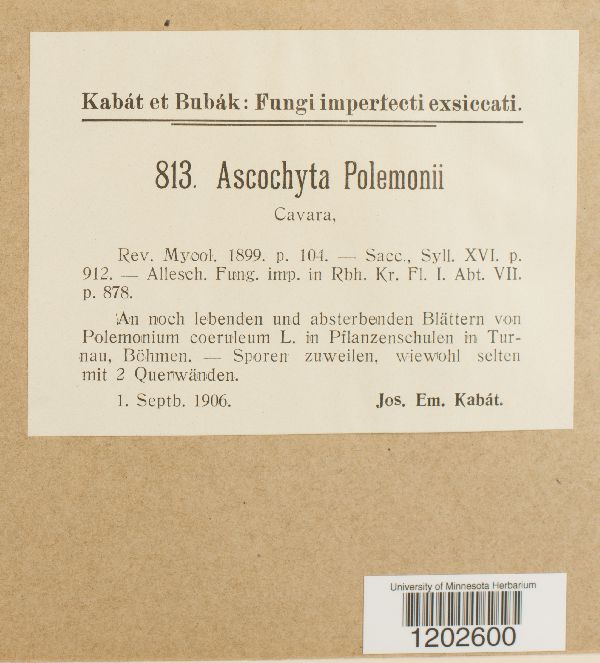 Kabát et Bubák: Fungi imperfecti exsiccati.
813. Ascochyta Polemonii
Cavara,
Rev. Mycol. 1899. p. 104. — Sacc., Syll. XVI. p.
912. — Allesch. Fung. imp. in Rbh. Kr. Fl. I. Abt. VII.
p. 878.
An noch lebenden und absterbenden Blättern von
Polemonium coeruleum L. in Pflanzenschulen in Tur-
nau, Böhmen. — Sporen zuweilen, wiewohl selten
mit 2 Querwänden.
1. Septb. 1906. Jos. Em. Kabát.
University of Minnesota Herbarium
1202600